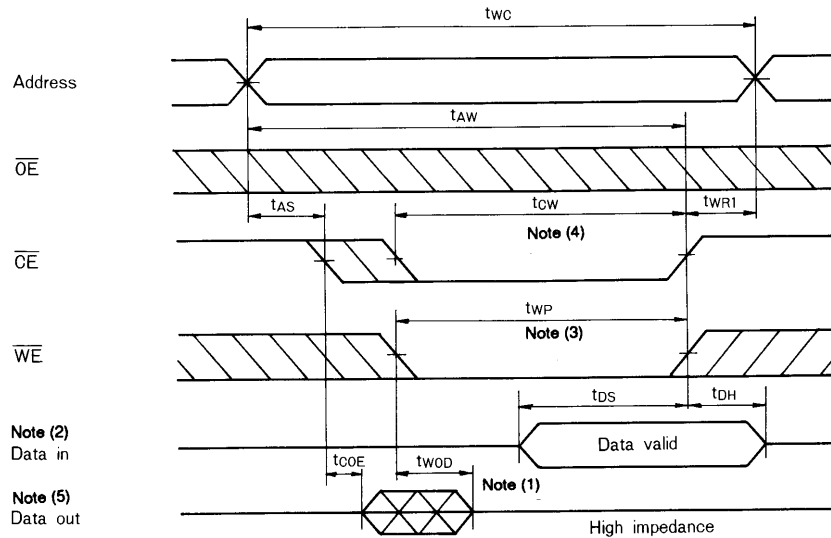 tWC
Address
tAW
OE
tAS
tCW
tWR1
Note (4)
CE
tWP
Note (3)
WE
tDS
tDH
Note (2)
Data in
Data valid
tCOE
tWOD
Note (1)
Note (5)
Data out
High impedance